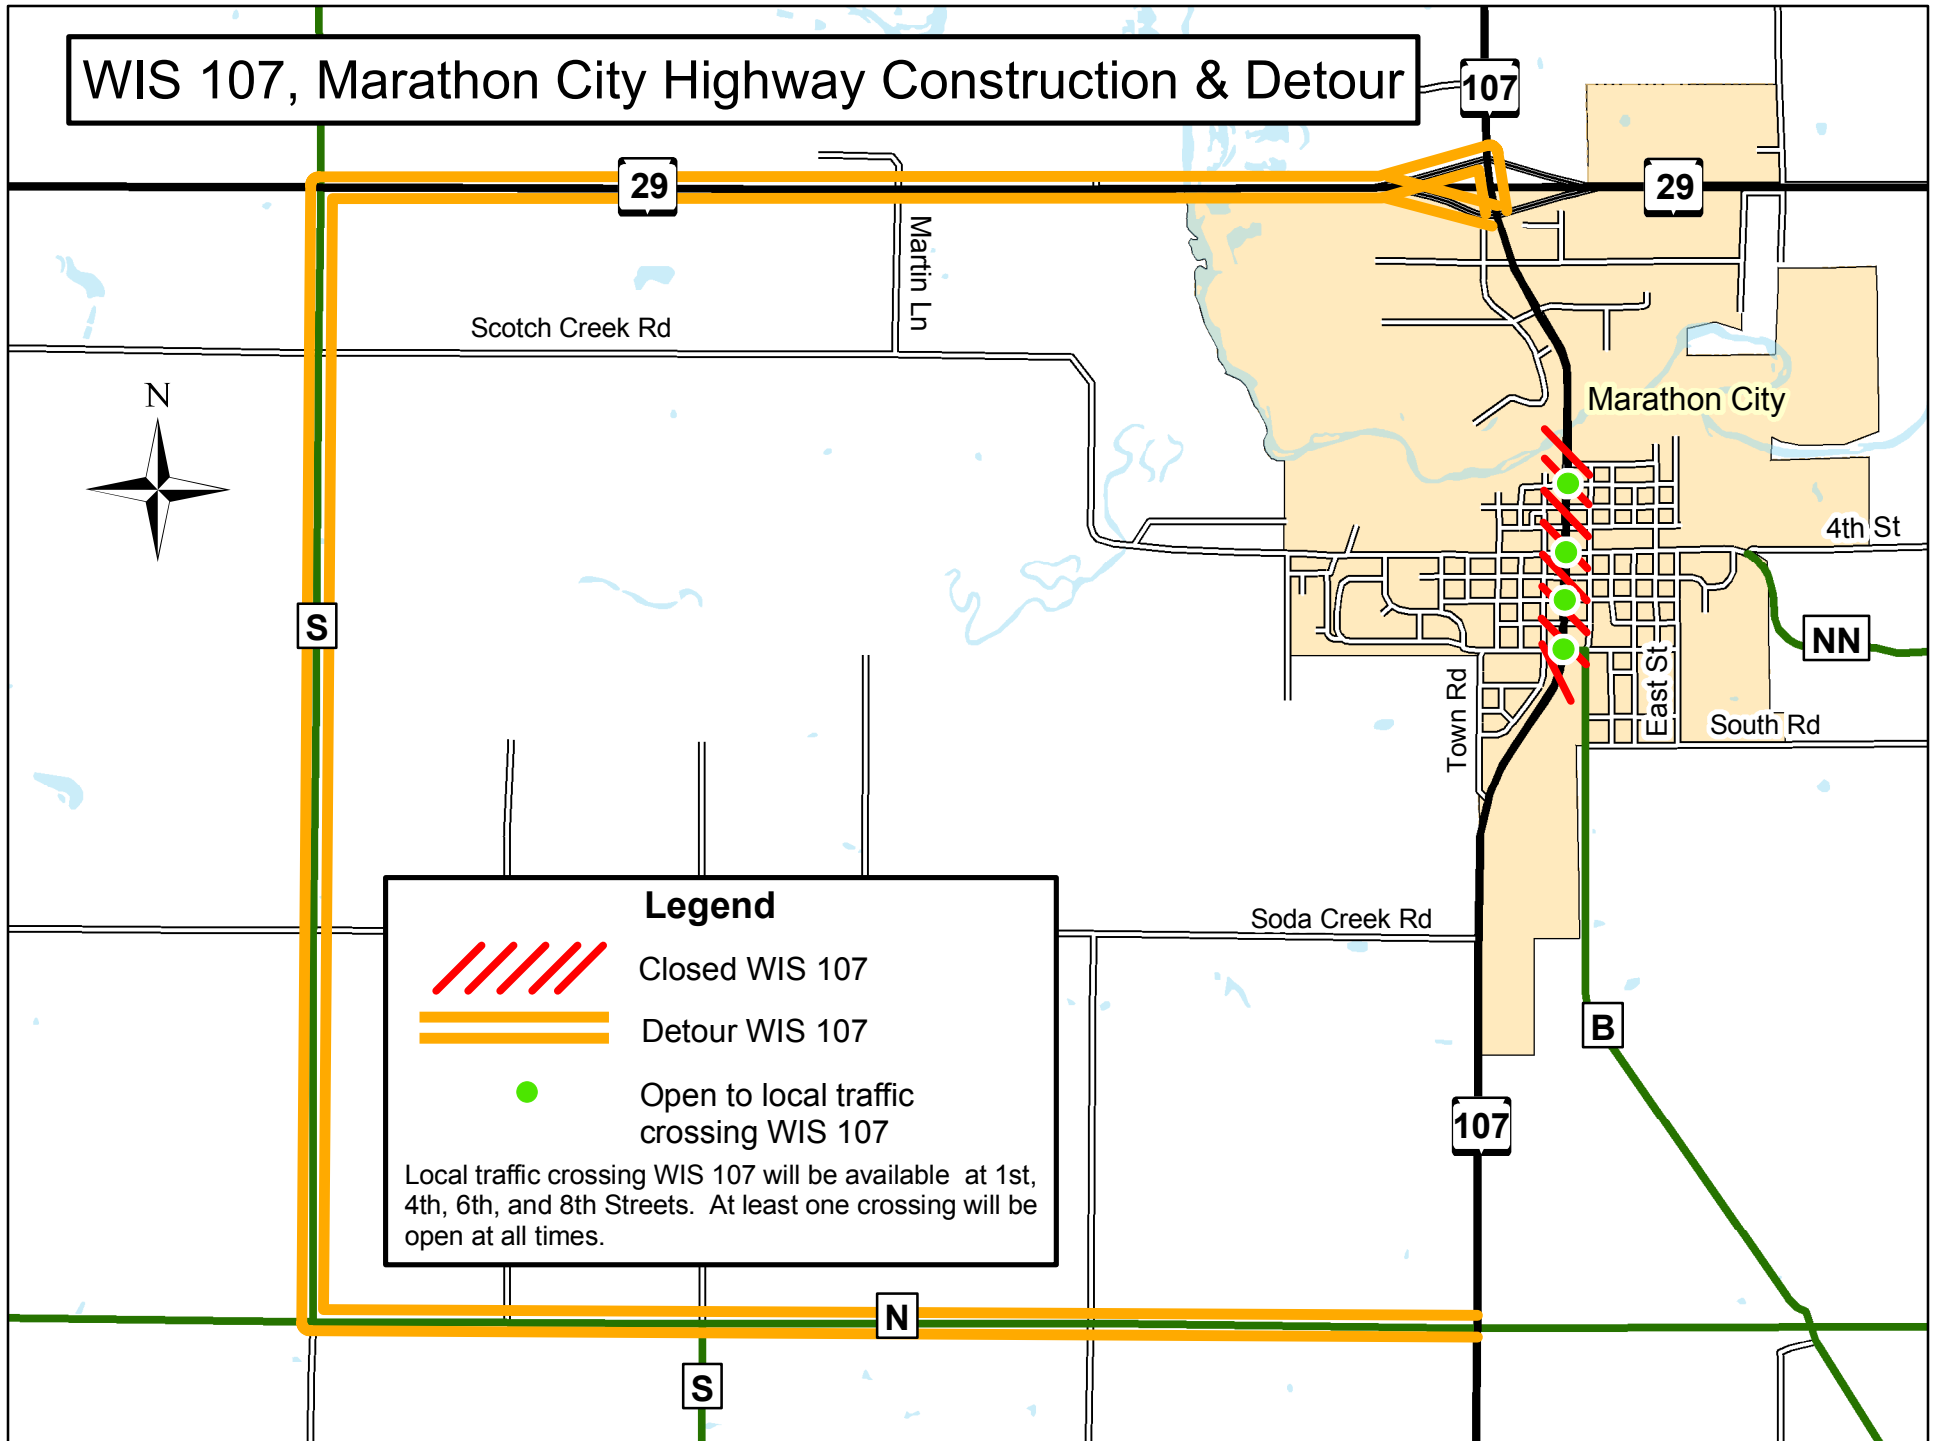 WIS 107, Marathon City Highway Construction & Detour
107
29
29
Martin Ln
Scotch Creek Rd
N
Marathon City
4th St
S
NN
East St
Town Rd
South Rd
Legend
Closed WIS 107
Detour WIS 107
Open to local traffic
crossing WIS 107
Local traffic crossing WIS 107 will be available at 1st,
4th, 6th, and 8th Streets. At least one crossing will be
open at all times.
Soda Creek Rd
B
107
N
S